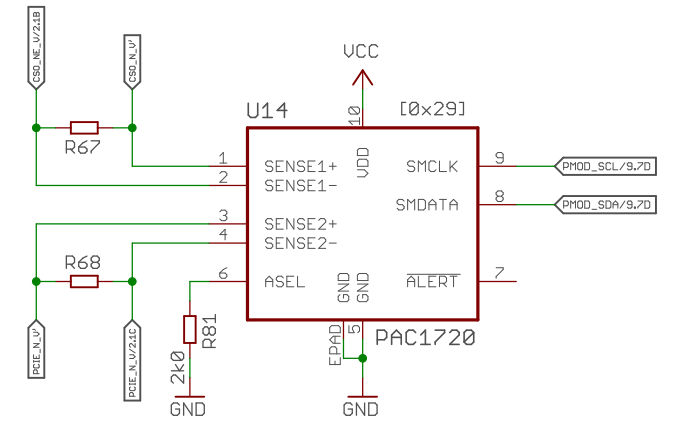 CSO_NE_V/2.1B
CSO_N_V'
VCC
U14
10
[0x29]
R67
1
SENSE1+
VDD
SMCLK
9
PMOD_SCL/9.7D
2
SENSE1-
3
SENSE2+
SMDATA
8
PMOD_SDA/9.7D
4
SENSE2-
R68
6
ASEL
GND
GND
ALERT
7
R81
2k0
PCIE_N_V'
PCIE_N_V/2.1C
EPAD
5
PAC1720
GND
GND